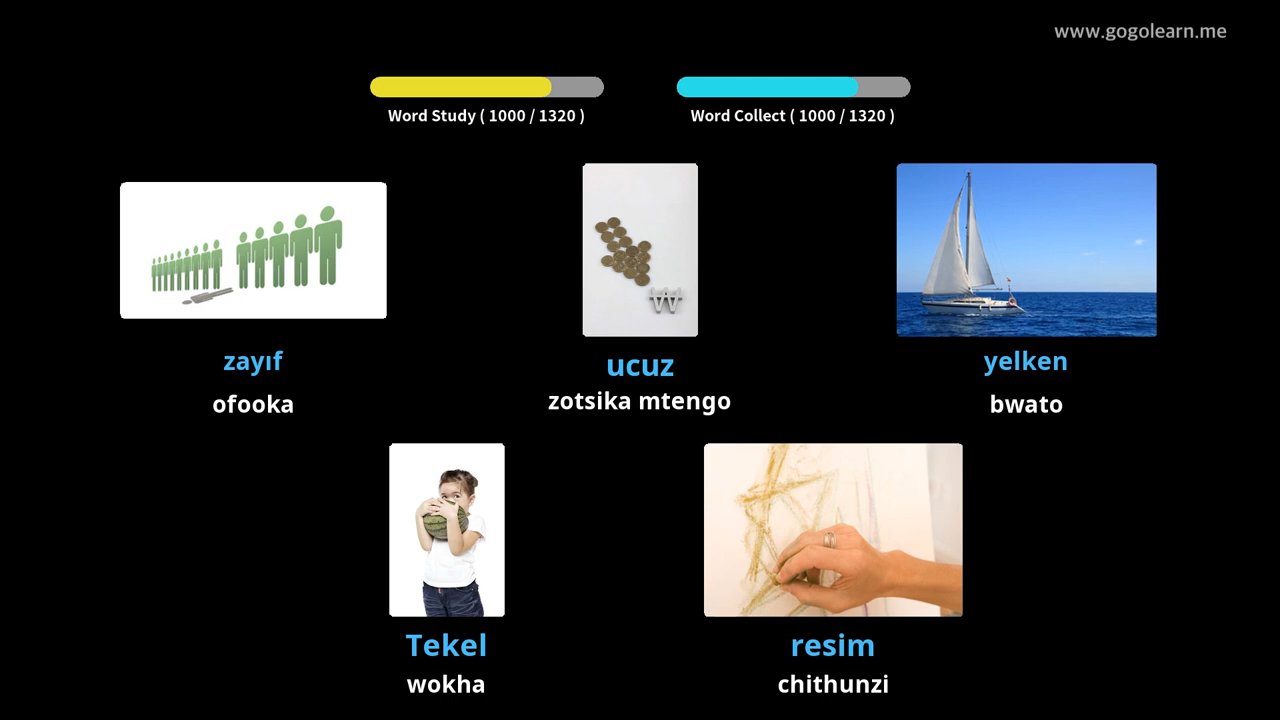 www.gogolearn.me
Word Study ( 1000 / 1320 )
Word Collect ( 1000 / 1320 )
zayıf
ofooka
ucuz
zotsika mtengo
yelken
bwato
Tekel
wokha
resim
chithunzi